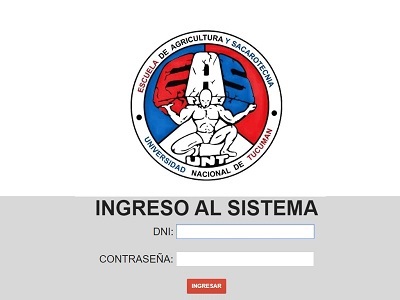 ESCUELA DE AGRICULTURA Y SACAROTECNIA
EAS
UNT
UNIVERSIDAD NACIONAL DE TUCUMAN
INGRESO AL SISTEMA
DNI:
CONTRASEÑA:
INGRESAR